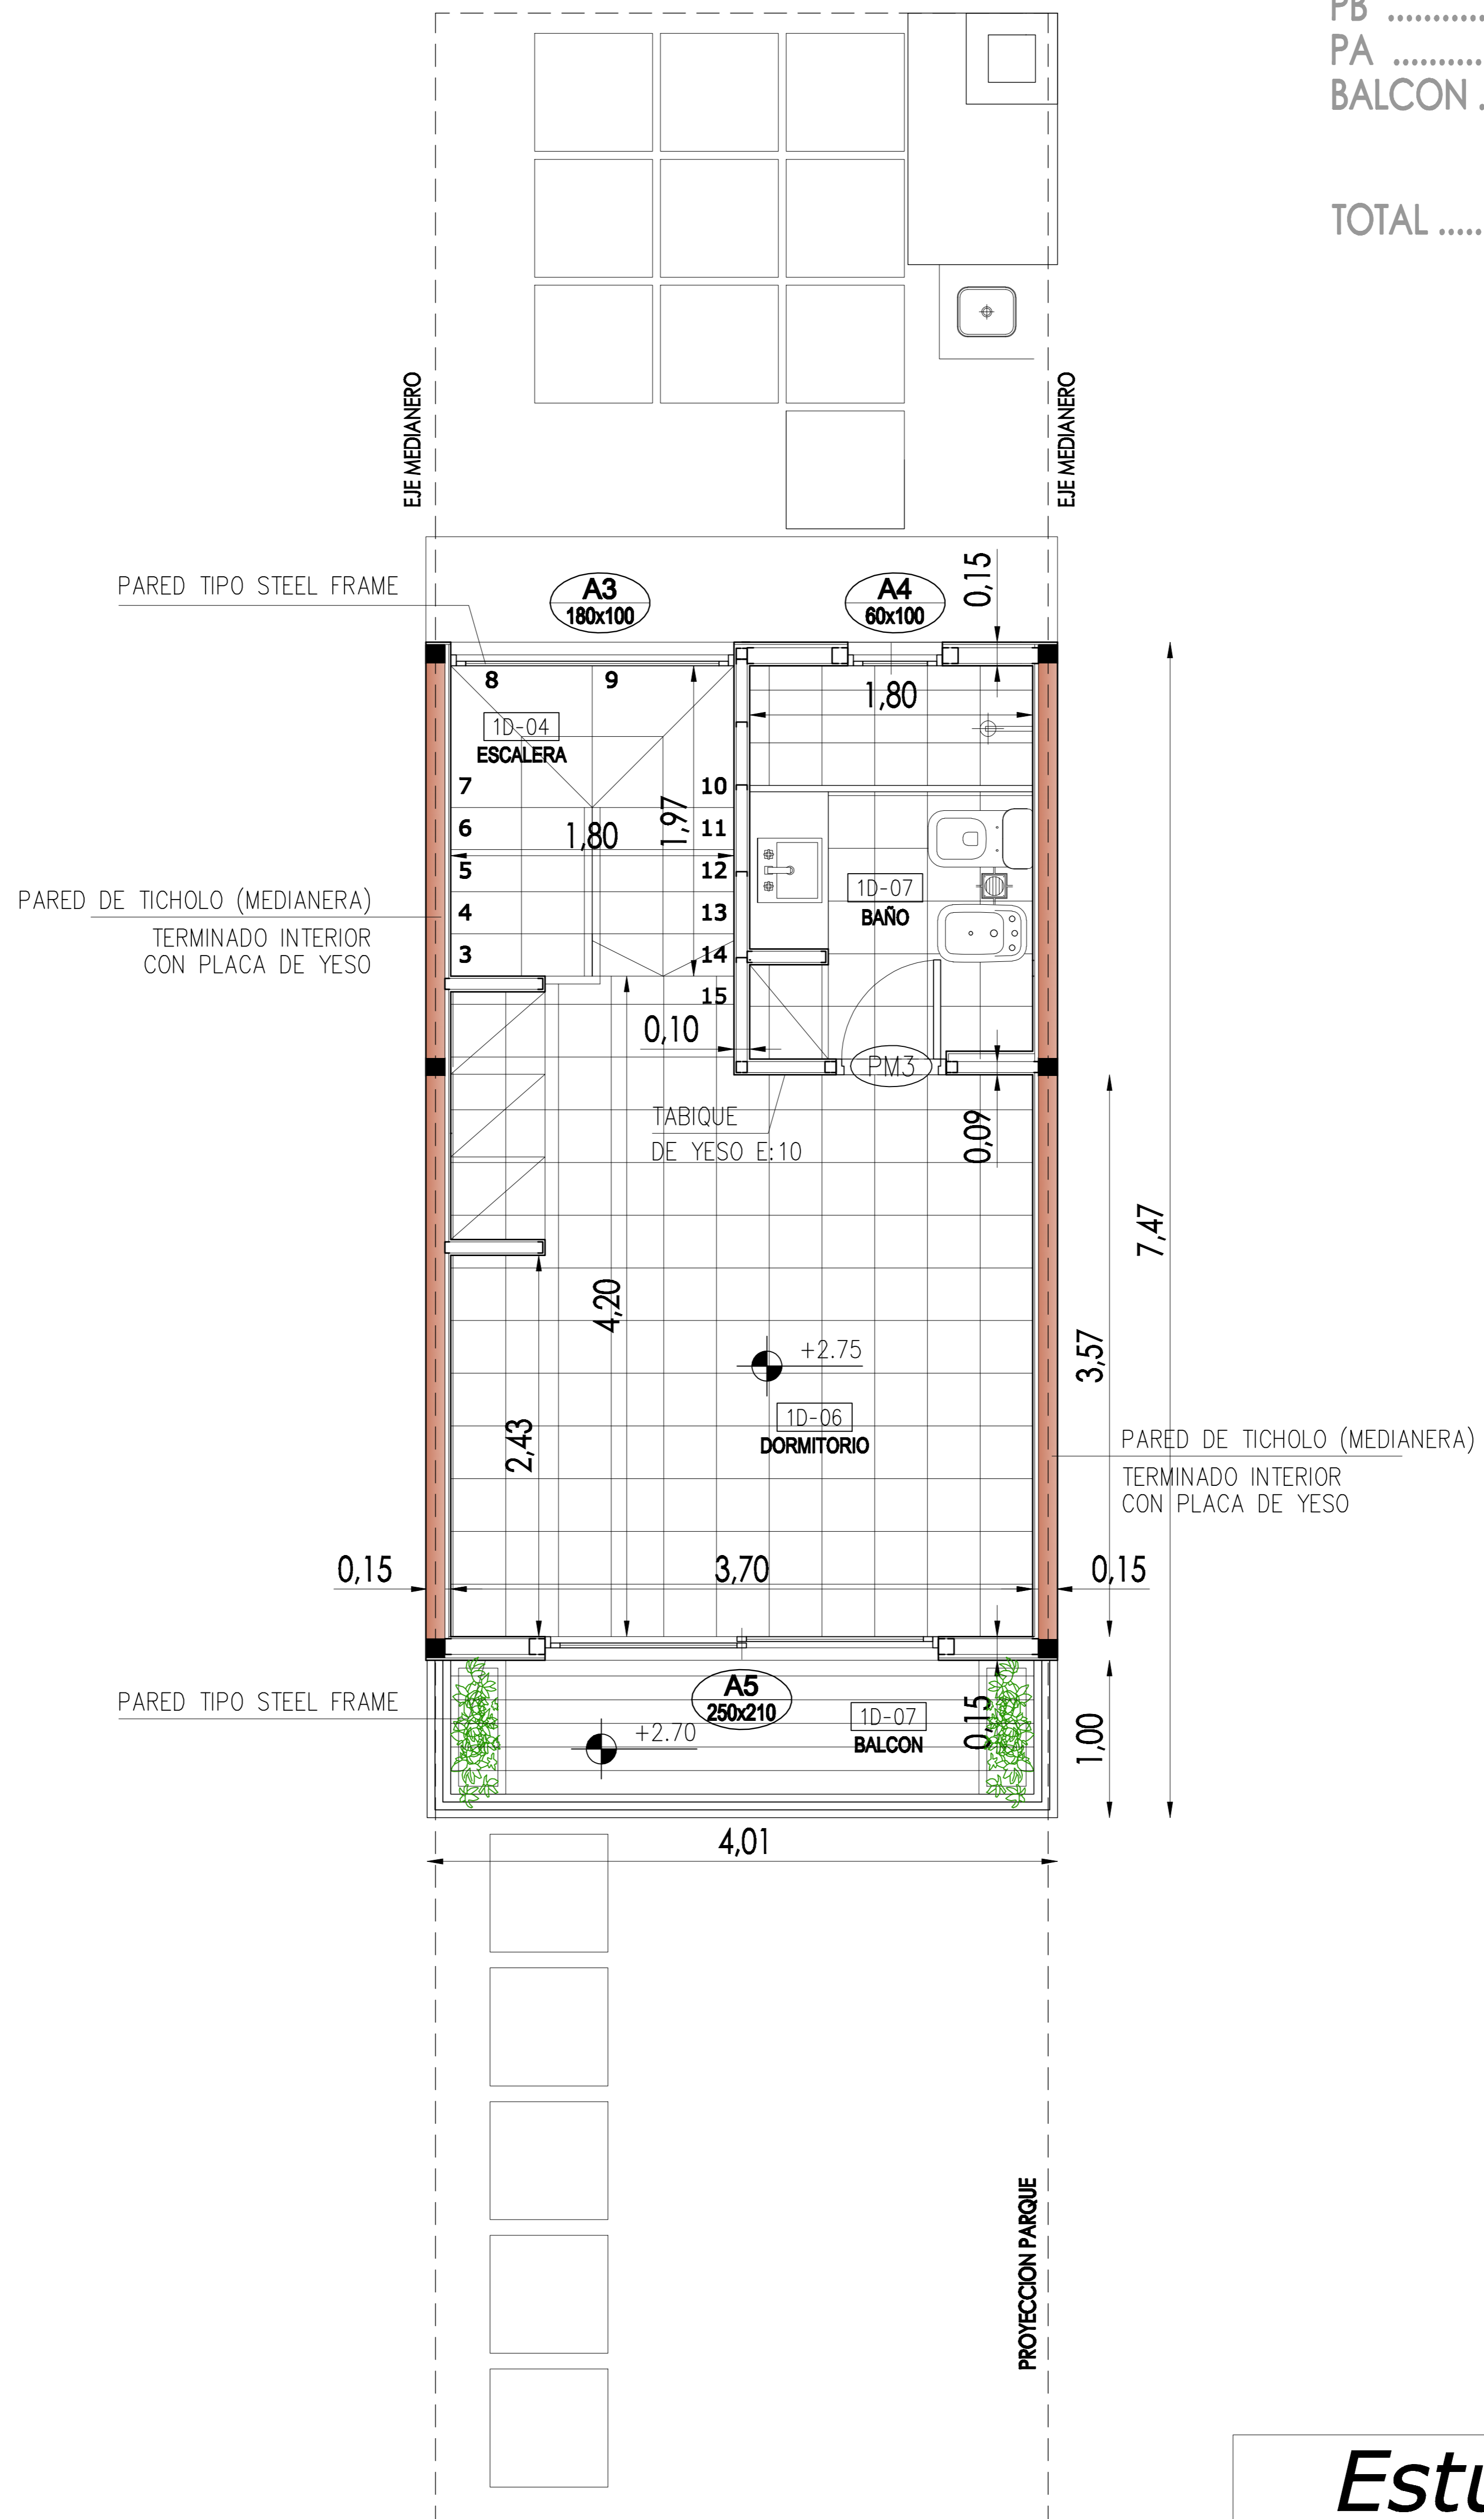 PB ............
PA ..........
BALCON .
TOTAL .....
EJE MEDIANERO
EJE MEDIANERO
PARED TIPO STEEL FRAME
A3
180x100
A4
60x100
0,15
8
9
1,80
1D-04
ESCALERA
7
10
6
1,80
1,97
11
5
12
1D-07
BAÑO
PARED DE TICHOLO (MEDIANERA)
TERMINADO INTERIOR
CON PLACA DE YESO
4
13
3
14
15
0,10
PM3
TABIQUE
DE YESO E:10
0,09
7,47
4,20
+2.75
3,57
1D-06
DORMITORIO
2,43
PARED DE TICHOLO (MEDIANERA)
TERMINADO INTERIOR
CON PLACA DE YESO
0,15
3,70
0,15
PARED TIPO STEEL FRAME
A5
250x210
1D-07
BALCON
0,15
+2.70
1,00
4,01
PROYECCION PARQUE
Estu